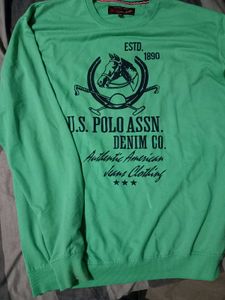 ESTD.
1890
U.S. POLO ASSN.
DENIM CO.
Authentic American
Jeans Clothing